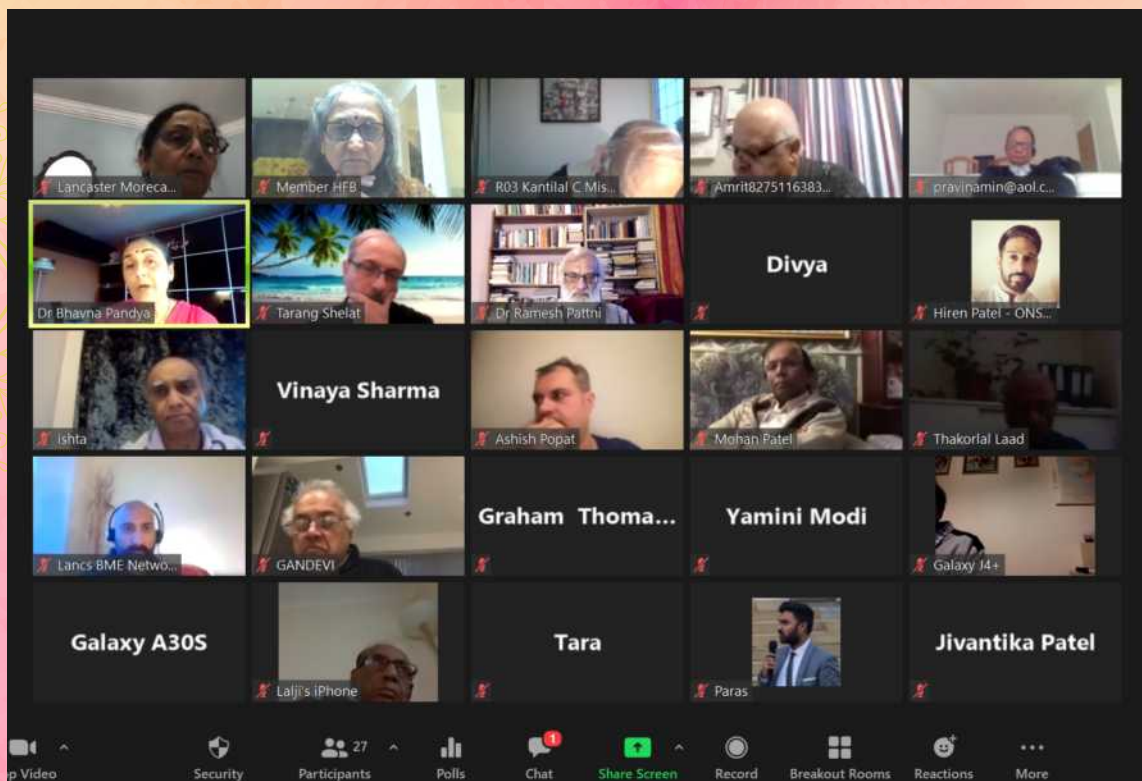 Lancaster Moreca...
Member HFB
R03 Kantilal C Mis...
Amrit8275116383...
pravinamin@aol.c...
Dr Bhavna Pandya
Tarang Shelat
Dr Ramesh Pattni
Divya
Hiren Patel - ONS...
ishta
Vinaya Sharma
Ashish Popat
Mohan Patel
Thakorlal Laad
Lancs BME Netwo...
GANDEVI
Graham Thoma...
Yamini Modi
Galaxy J4+
Galaxy A30S
Lalji's iPhone
Tara
Paras
Jivantika Patel
27
1
op Video
Security
Participants
Polls
Chat
Share Screen
Record
Breakout Rooms
Reactions
More